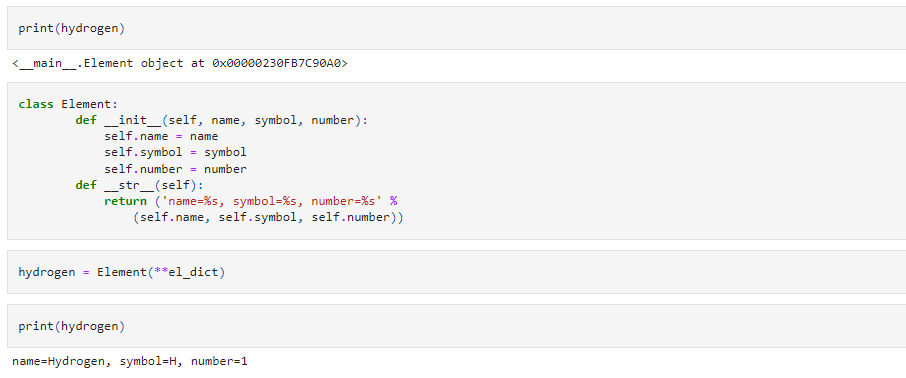 print(hydrogen)
<__main__.Element object at 0x00000230FB7C90A0>
class Element:
        def __init__(self, name, symbol, number):
            self.name = name
            self.symbol = symbol
            self.number = number
        def __str__(self):
            return ('name=%s, symbol=%s, number=%s' %
                (self.name, self.symbol, self.number))
hydrogen = Element(**el_dict)
print(hydrogen)
name=Hydrogen, symbol=H, number=1